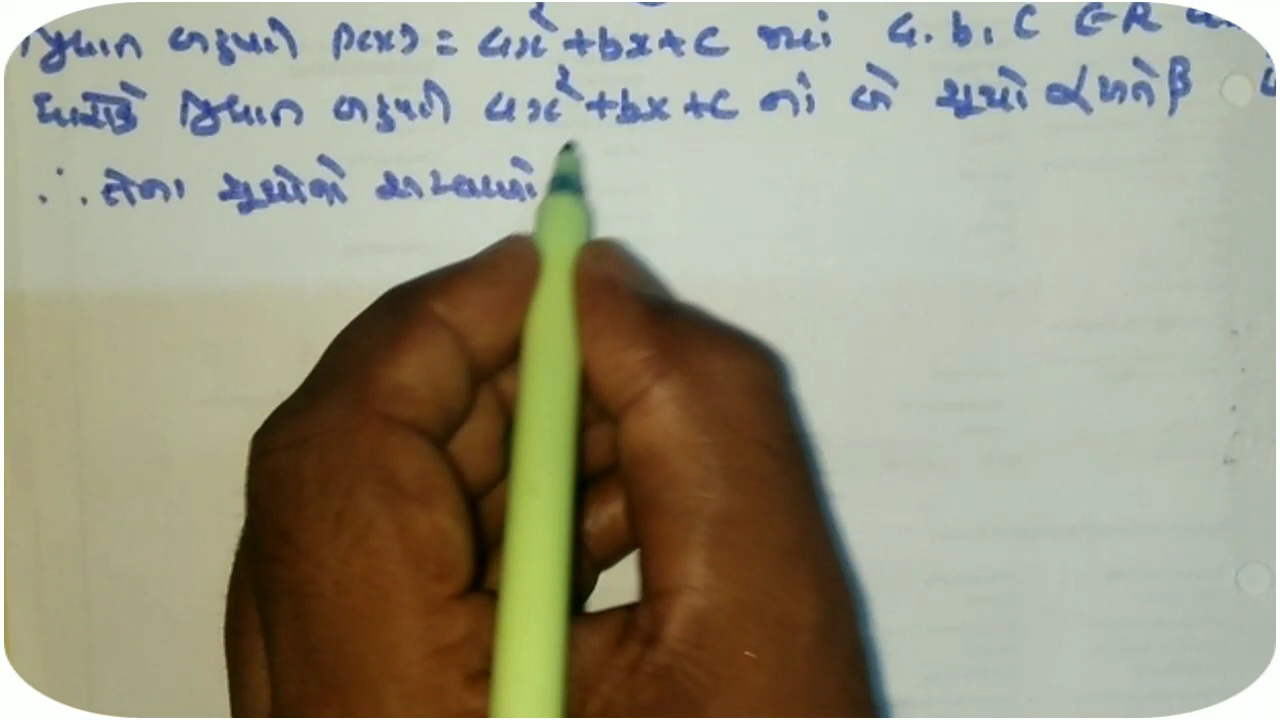 દ્વિઘાત બહુપદી p(x) = ax²+bx+c જ્યાં a, b, c ∈ R
ધારોકે દ્વિઘાત બહુપદી ax²+bx+c નાં બે શૂન્યો α અને β
∴ તેના શૂન્યોનો સરવાળો